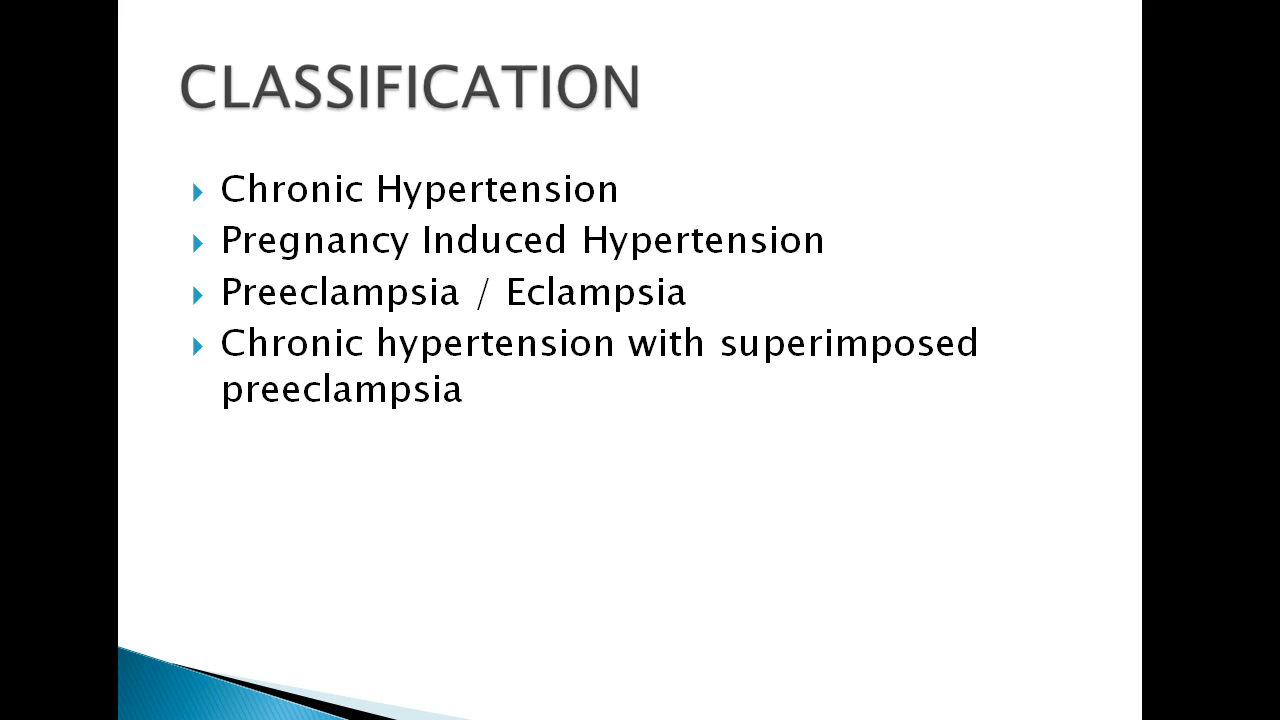 CLASSIFICATION
Chronic Hypertension
Pregnancy Induced Hypertension
Preeclampsia / Eclampsia
Chronic hypertension with superimposed
preeclampsia